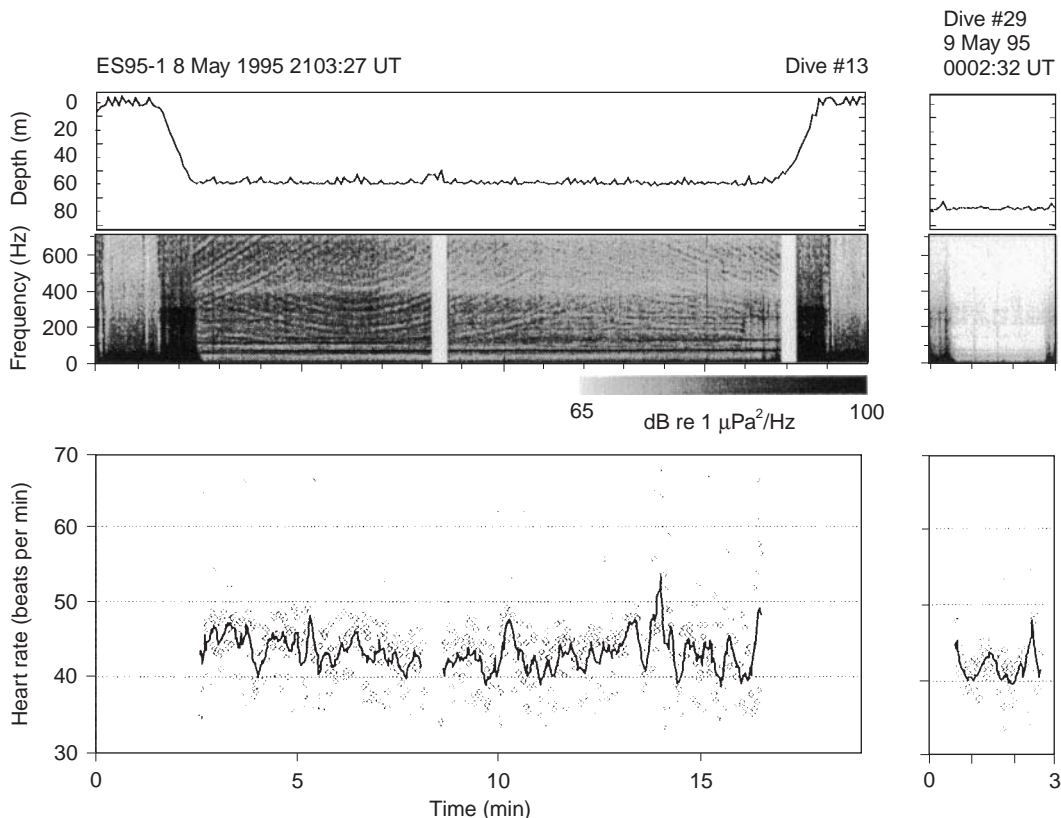 ES95-1 8 May 1995 2103:27 UT
Dive #13
Dive #29
9 May 95
0002:32 UT
Depth (m)
0
20
40
60
80
Frequency (Hz)
600
400
200
0
65
100
dB re 1 μPa²/Hz
Heart rate (beats per min)
70
60
50
40
30
0
5
10
15
Time (min)
0
3